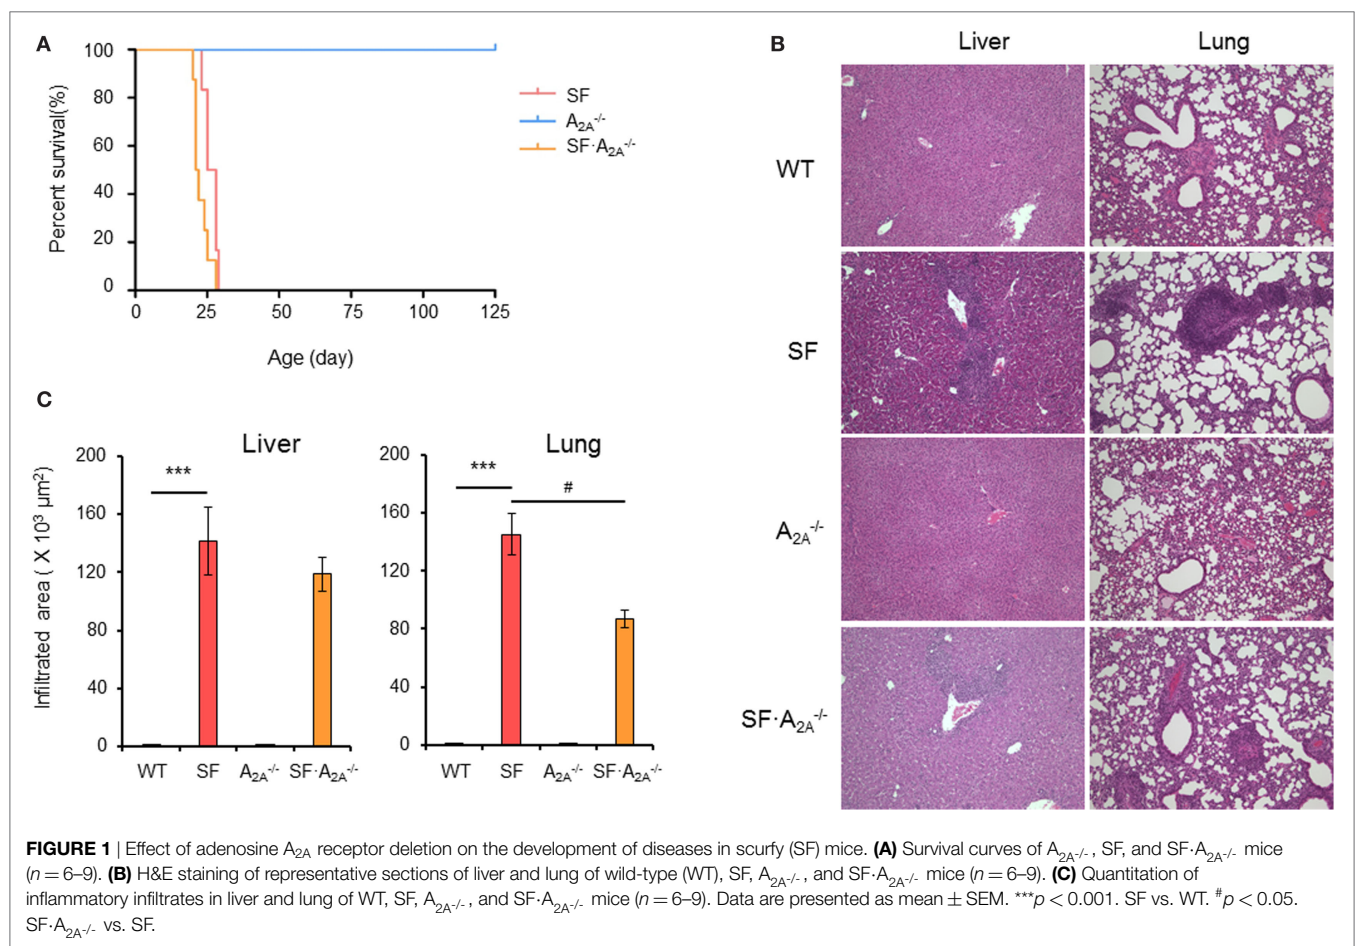 A
100
80
60
40
20
0
Percent survival(%)
0 25 50 75 100 125
Age (day)
SF
A2A-/-
SF·A2A-/-
B
Liver Lung
WT
SF
A2A-/-
SF·A2A-/-
C
Liver
200
160
120
80
40
0
Infiltrated area ( X 10³ µm²)
***
WT SF A2A-/- SF·A2A-/-
Lung
200
160
120
80
40
0
***
#
WT SF A2A-/- SF·A2A-/-
FIGURE 1 | Effect of adenosine A2A receptor deletion on the development of diseases in scurfy (SF) mice. (A) Survival curves of A2A-/-, SF, and SF·A2A-/- mice
(n = 6–9). (B) H&E staining of representative sections of liver and lung of wild-type (WT), SF, A2A-/-, and SF·A2A-/- mice (n = 6–9). (C) Quantitation of
inflammatory infiltrates in liver and lung of WT, SF, A2A-/-, and SF·A2A-/- mice (n = 6–9). Data are presented as mean ± SEM. ***p < 0.001. SF vs. WT. #p < 0.05.
SF·A2A-/- vs. SF.